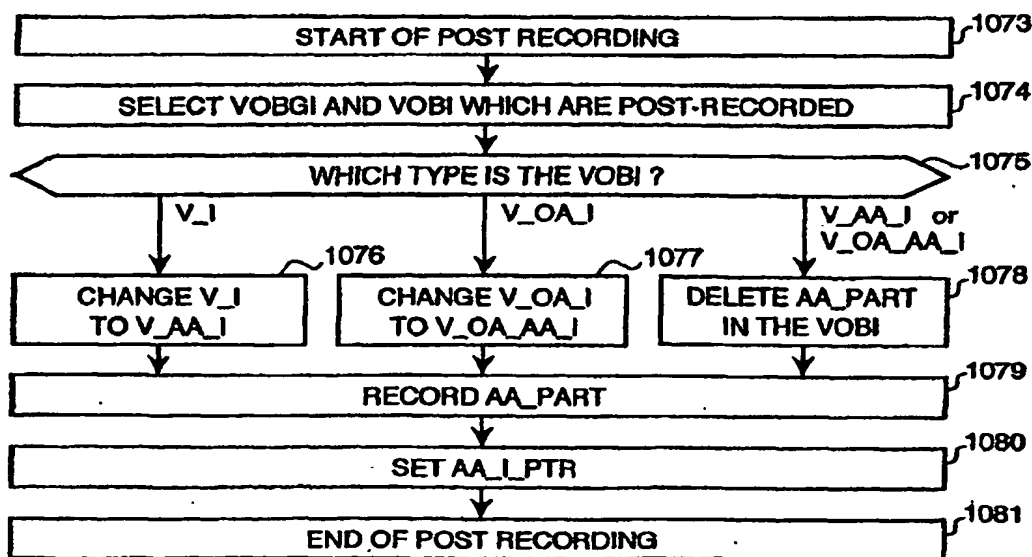 START OF POST RECORDING 1073
SELECT VOBGI AND VOBI WHICH ARE POST-RECORDED 1074
WHICH TYPE IS THE VOBI ? 1075
V_I V_OA_I V_AA_I or
V_OA_AA_I
1076 1077 1078
CHANGE V_I CHANGE V_OA_I DELETE AA_PART
TO V_AA_I TO V_OA_AA_I IN THE VOBI
RECORD AA_PART 1079
SET AA_I_PTR 1080
END OF POST RECORDING 1081